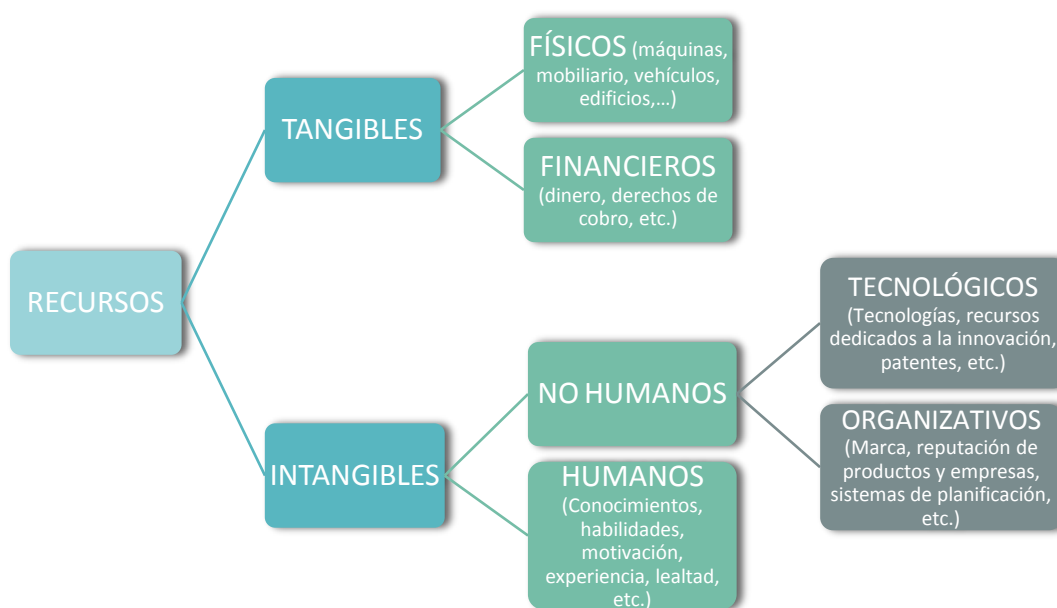 FÍSICOS (máquinas,
mobiliario, vehículos,
edificios,...)
TANGIBLES
FINANCIEROS
(dinero, derechos de
cobro, etc.)
RECURSOS
TECNOLÓGICOS
(Tecnologías, recursos
dedicados a la innovación,
patentes, etc.)
NO HUMANOS
ORGANIZATIVOS
(Marca, reputación de
productos y empresas,
sistemas de planificación,
etc.)
INTANGIBLES
HUMANOS
(Conocimientos,
habilidades,
motivación,
experiencia, lealtad,
etc.)